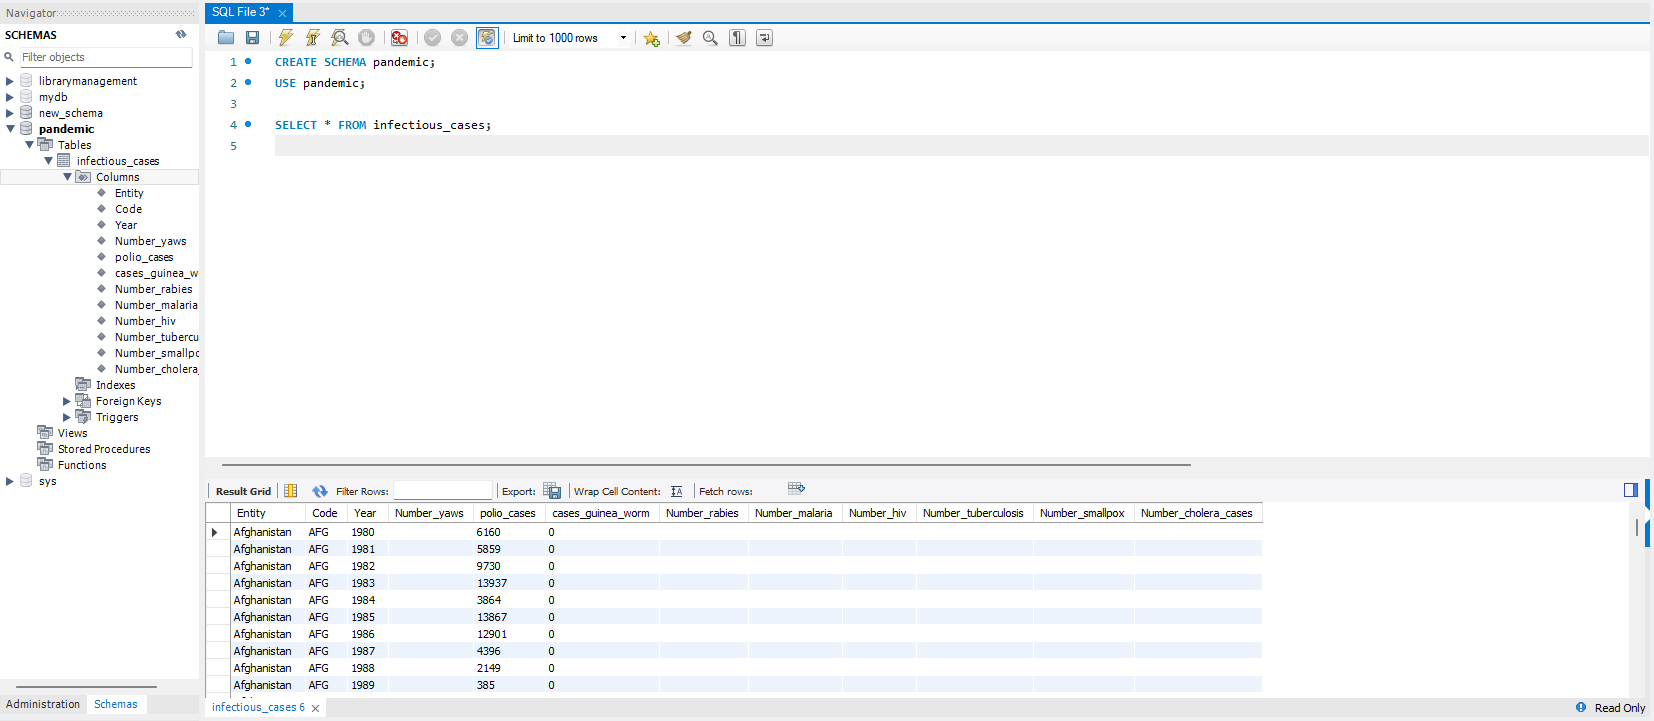 Navigator
SCHEMAS
Filter objects
librarymanagement
mydb
new_schema
pandemic
Tables
infectious_cases
Columns
Entity
Code
Year
Number_yaws
polio_cases
cases_guinea_w
Number_rabies
Number_malaria
Number_hiv
Number_tubercu
Number_smallpo
Number_cholera_
Indexes
Foreign Keys
Triggers
Views
Stored Procedures
Functions
sys
Administration Schemas
SQL File 3*
Limit to 1000 rows
1 CREATE SCHEMA pandemic;
2 USE pandemic;
3
4 SELECT * FROM infectious_cases;
5
Result Grid Filter Rows: Export: Wrap Cell Content: Fetch rows:
Entity Code Year Number_yaws polio_cases cases_guinea_worm Number_rabies Number_malaria Number_hiv Number_tuberculosis Number_smallpox Number_cholera_cases
Afghanistan AFG 1980 6160 0
Afghanistan AFG 1981 5859 0
Afghanistan AFG 1982 9730 0
Afghanistan AFG 1983 13937 0
Afghanistan AFG 1984 3864 0
Afghanistan AFG 1985 13867 0
Afghanistan AFG 1986 12901 0
Afghanistan AFG 1987 4396 0
Afghanistan AFG 1988 2149 0
Afghanistan AFG 1989 385 0
infectious_cases 6
Read Only